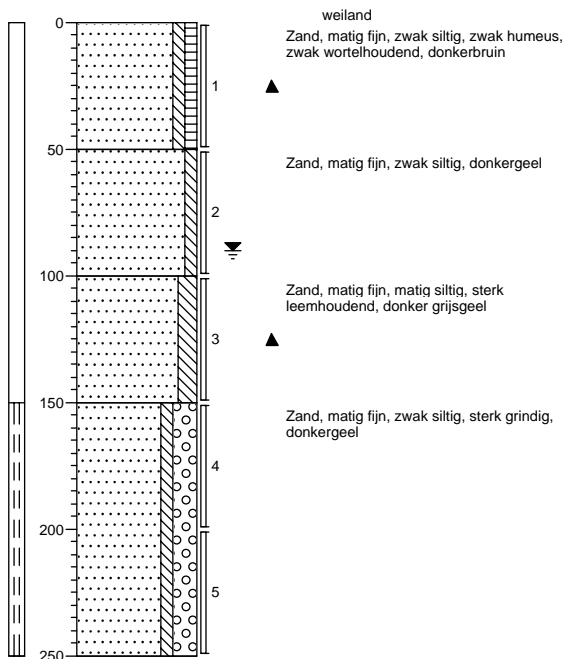 weiland
0
Zand, matig fijn, zwak siltig, zwak humeus,
zwak wortelhoudend, donkerbruin
1
50
Zand, matig fijn, zwak siltig, donkergeel
2
100
Zand, matig fijn, matig siltig, sterk
leemhoudend, donker grijsgeel
3
150
Zand, matig fijn, zwak siltig, sterk grindig,
donkergeel
4
200
5
250